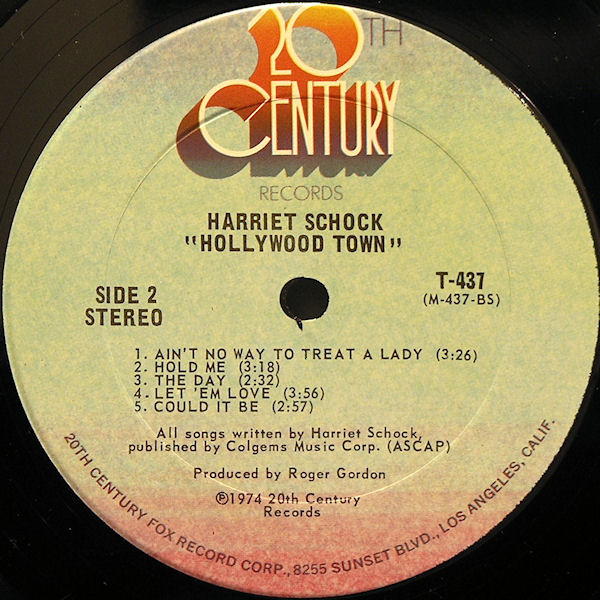 20TH
CENTURY
RECORDS
HARRIET SCHOCK
"HOLLYWOOD TOWN"
SIDE 2
STEREO
T-437
(M-437-BS)
1. AIN'T NO WAY TO TREAT A LADY (3:26)
2. HOLD ME (3:18)
3. THE DAY (2:32)
4. LET 'EM LOVE (3:56)
5. COULD IT BE (2:57)
All songs written by Harriet Schock,
published by Colgems Music Corp. (ASCAP)
Produced by Roger Gordon
Ⓟ1974 20th Century
Records
20TH CENTURY FOX RECORD CORP., 8255 SUNSET BLVD., LOS ANGELES, CALIF.